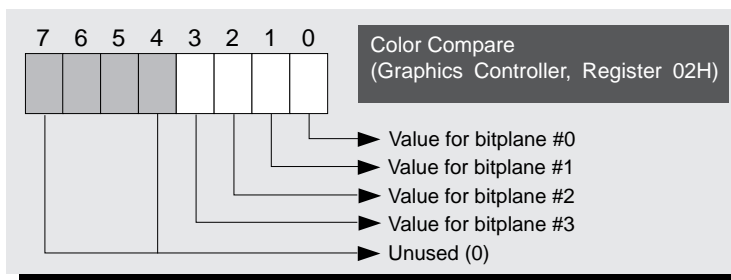 7 6 5 4 3 2 1 0
Color Compare
(Graphics Controller, Register 02H)
Value for bitplane #0
Value for bitplane #1
Value for bitplane #2
Value for bitplane #3
Unused (0)